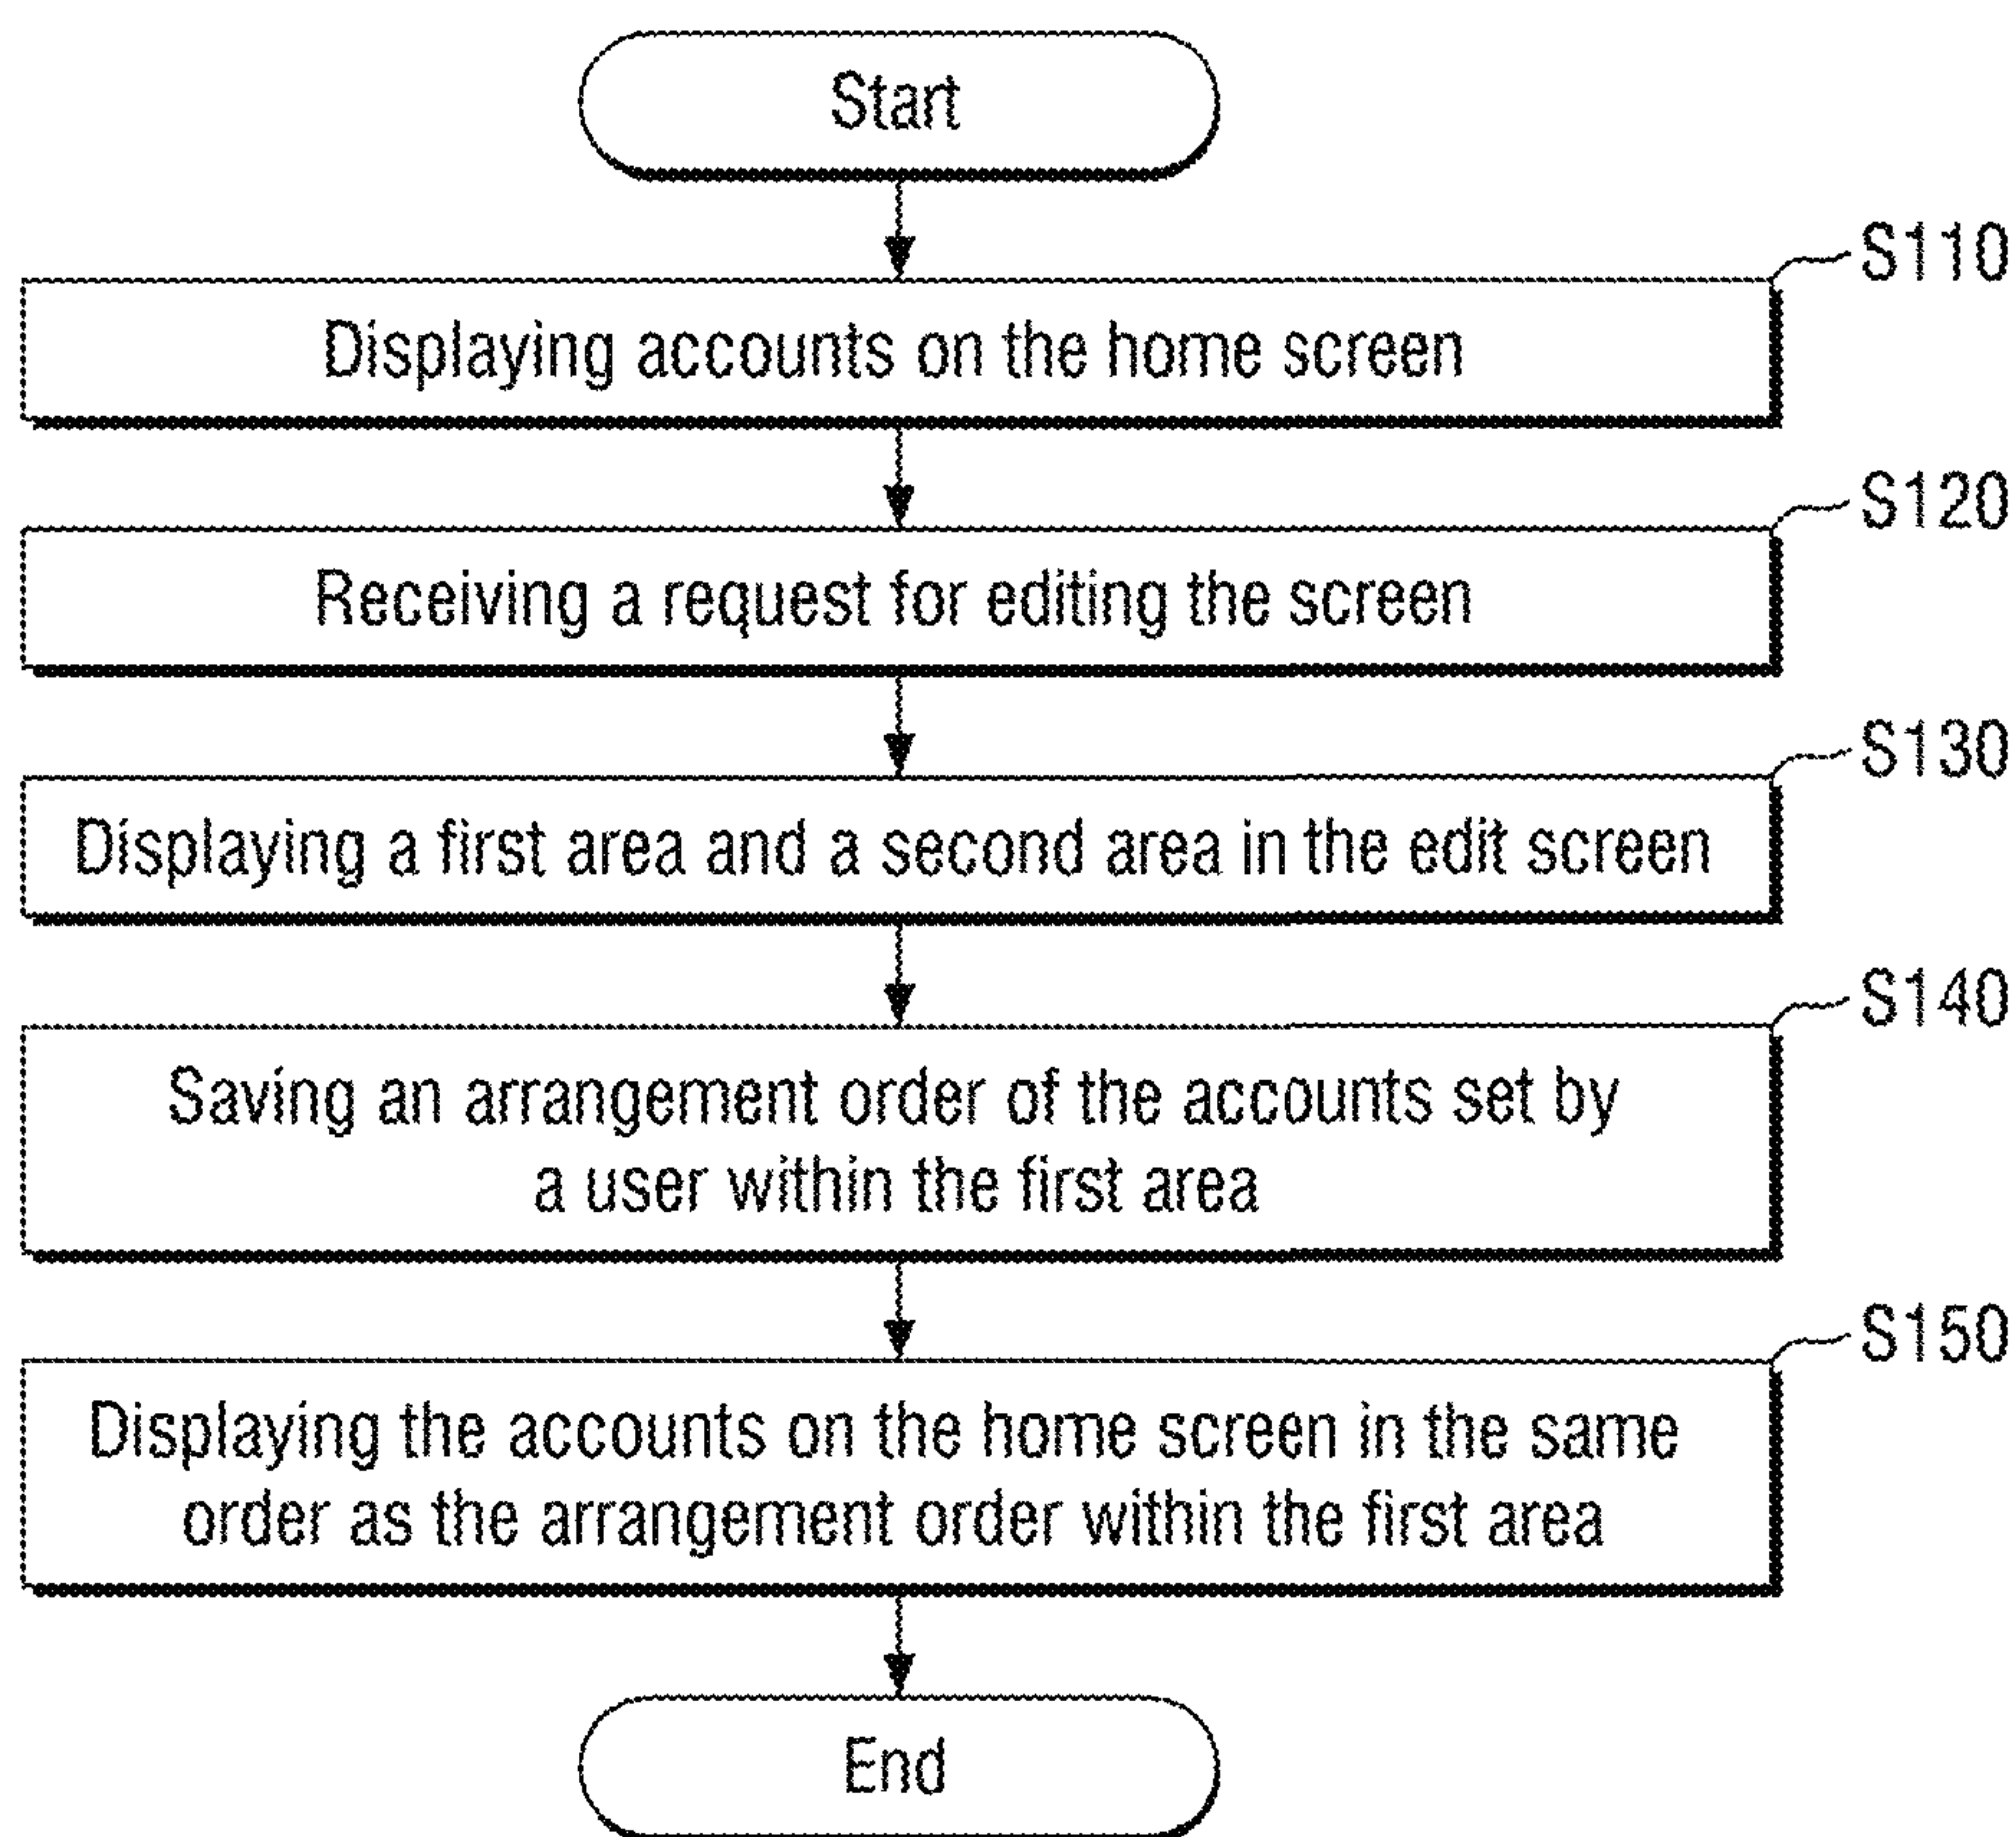 Start
S110
Displaying accounts on the home screen
S120
Receiving a request for editing the screen
S130
Displaying a first area and a second area in the edit screen
S140
Saving an arrangement order of the accounts set by
a user within the first area
S150
Displaying the accounts on the home screen in the same
order as the arrangement order within the first area
End